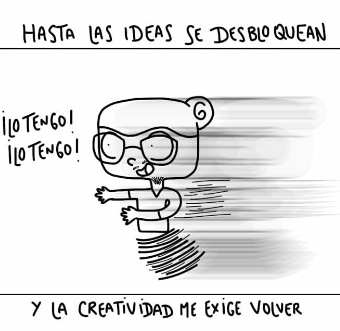 HASTA LAS IDEAS SE DESBLOQUEAN
¡LO TENGO!
¡LO TENGO!
Y LA CREATIVIDAD ME EXIGE VOLVER